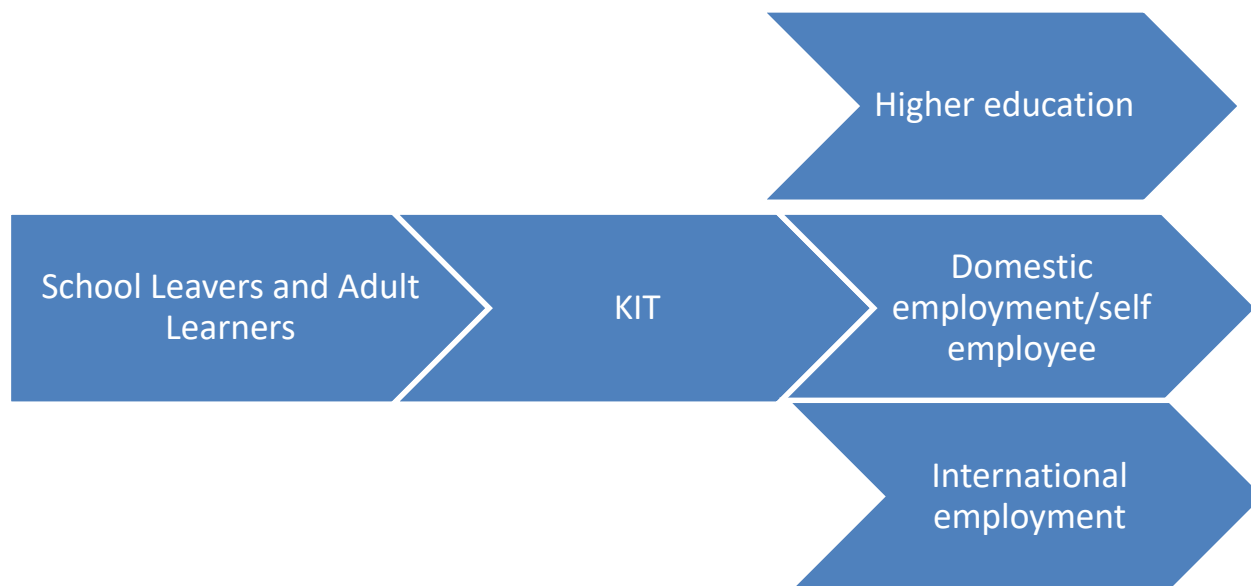 Higher education
School Leavers and Adult
Learners
KIT
Domestic
employment/self
employee
International
employment